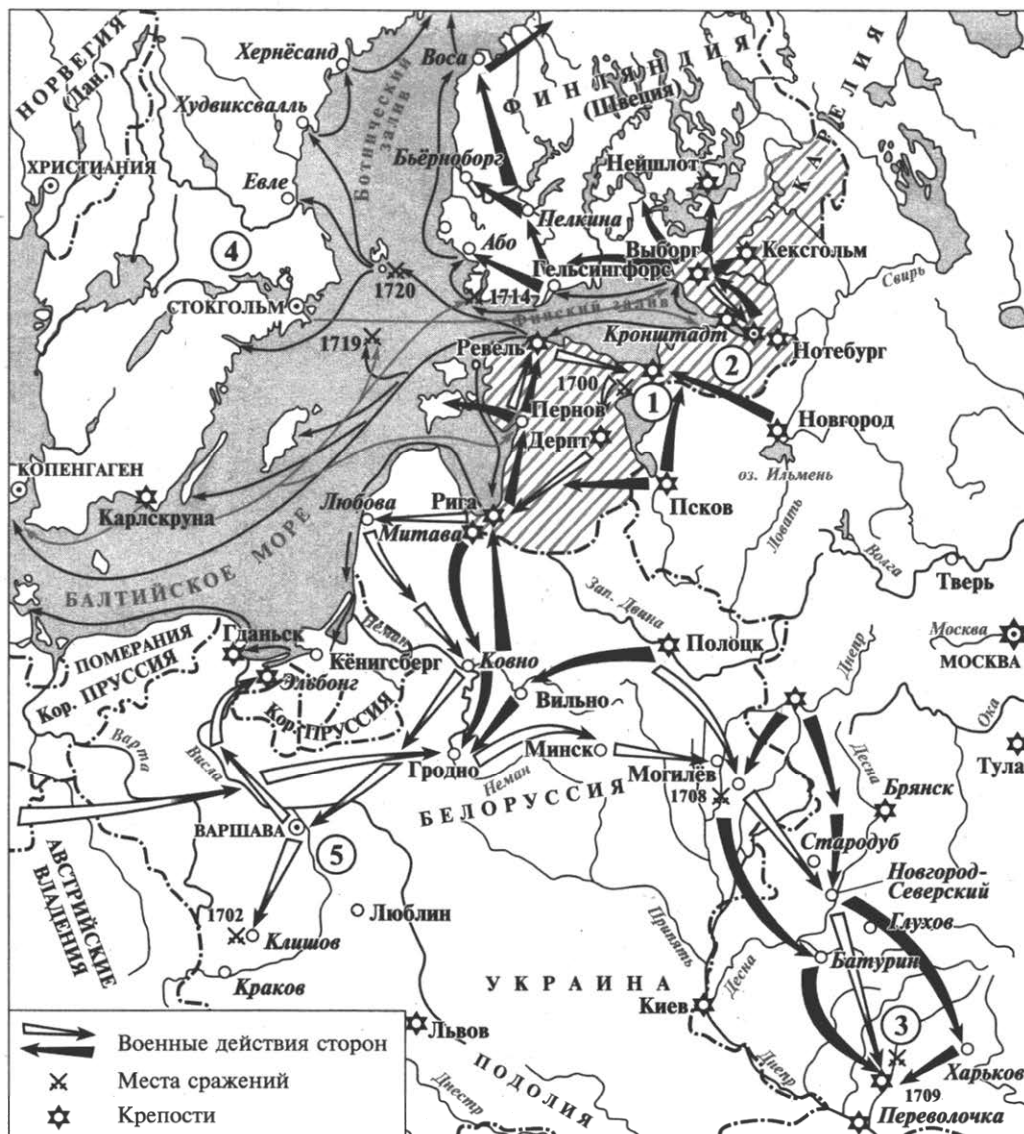 НОРВЕГИЯ
(Дан.)
Хернёсанд
Воса
ФИНЛЯНДИЯ
(Швеция)
КАРЕЛИЯ
Худвиксвалль
Ботнический
залив
ХРИСТИАНИЯ
Бьёрноборг
Нейшлот
Евле
Пелкина
4
Або
Выборг
Кексгольм
Гельсингфорс
Свирь
1720
1714
СТОКГОЛЬМ
Финский залив
Кронштадт
1719
Ревель
2
Нотебург
1700
1
Пернов
Новгород
Дерпт
КОПЕНГАГЕН
оз. Ильмень
Карлскруна
Любова
Рига
Псков
Митава
Ловать
Волга
БАЛТИЙСКОЕ МОРЕ
Тверь
Зап. Двина
Неман
Днепр
Москва
Гданьск
Полоцк
МОСКВА
ПОМЕРАНИЯ
Кёнигсберг
Ковно
ПРУССИЯ
Эльбонг
Кор.
Вильно
Кор. ПРУССИЯ
Ока
Варта
Минск
Десна
Висла
Гродно
Могилёв
Тула
Неман
БЕЛОРУССИЯ
1708
Брянск
ВАРШАВА
5
Стародуб
АВСТРИЙСКИЕ
ВЛАДЕНИЯ
Новгород-
Северский
1702
Люблин
Глухов
Клишов
Припять
Батурин
Краков
УКРАИНА
Десна
Киев
3
Львов
Харьков
ПОДОЛИЯ
Днепр
1709
Днестр
Переволочка
Военные действия сторон
Места сражений
Крепости